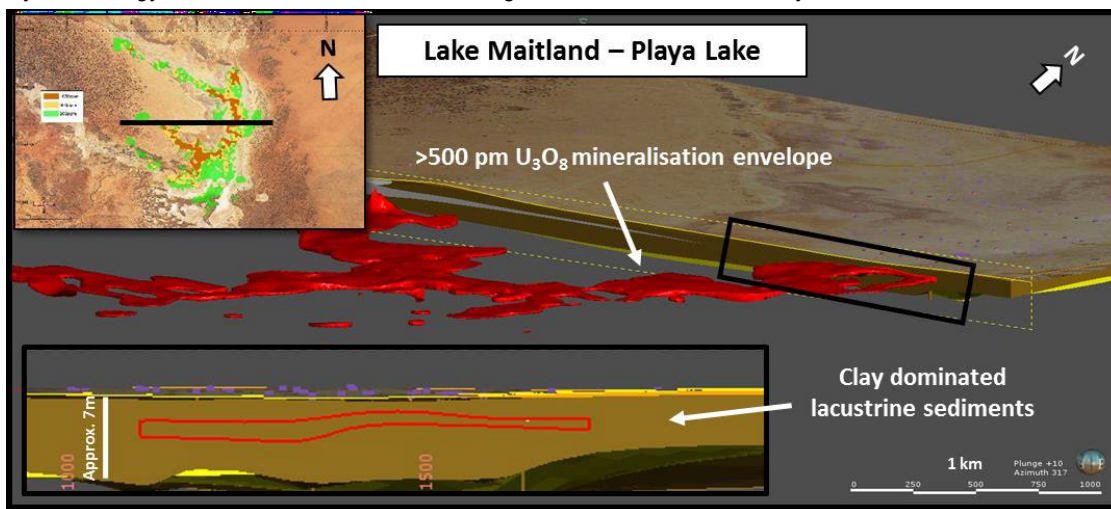 Lake Maitland – Playa Lake
N
N
>500 pm U₃O₈ mineralisation envelope
Clay dominated
lacustrine sediments
Approx. 7m
1000
1500
1 km
Plunge +10
Azimuth 317
0 250 500 750 1000